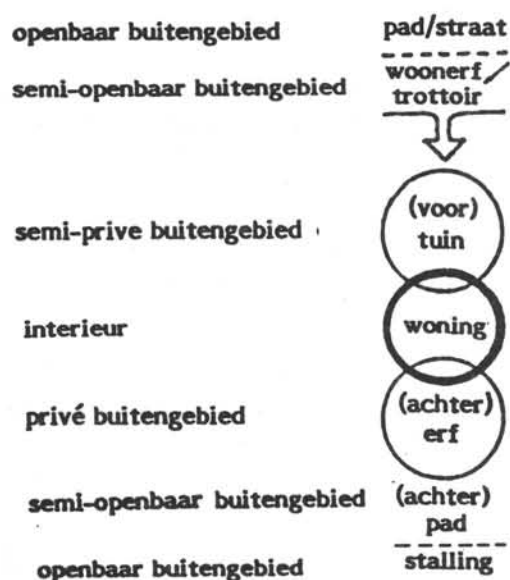 openbaar buitengebied pad/straat
semi-openbaar buitengebied woonerf/
trottoir
semi-prive buitengebied (voor)
tuin
interieur woning
privé buitengebied (achter)
erf
semi-openbaar buitengebied (achter)
pad
openbaar buitengebied stalling